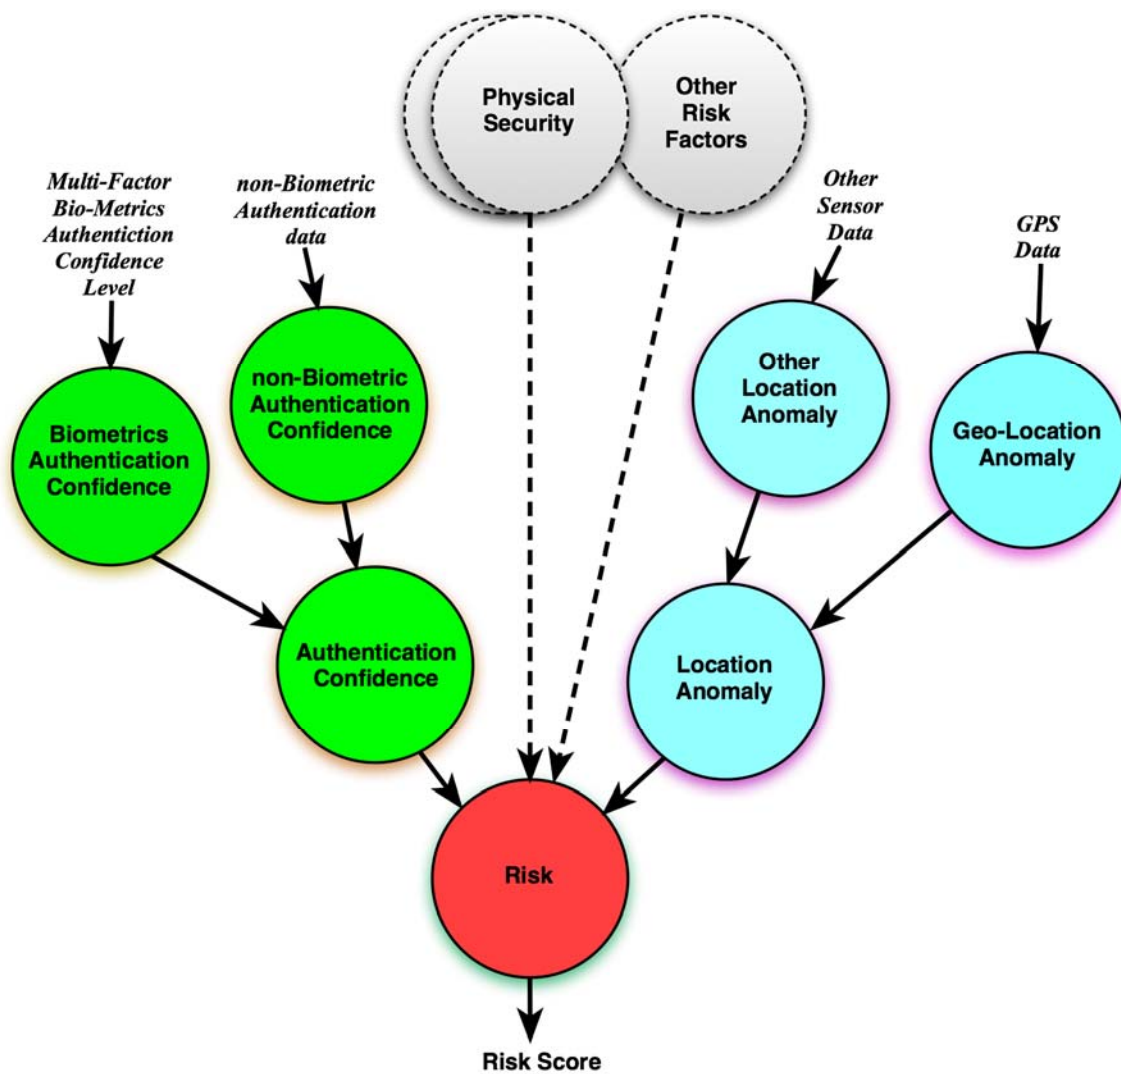 Physical
Security
Other
Risk
Factors
Multi-Factor
Bio-Metrics
Authentiction
Confidence
Level
non-Biometric
Authentication
data
Other
Sensor
Data
GPS
Data
Biometrics
Authentication
Confidence
non-Biometric
Authentication
Confidence
Other
Location
Anomaly
Geo-Location
Anomaly
Authentication
Confidence
Location
Anomaly
Risk
Risk Score